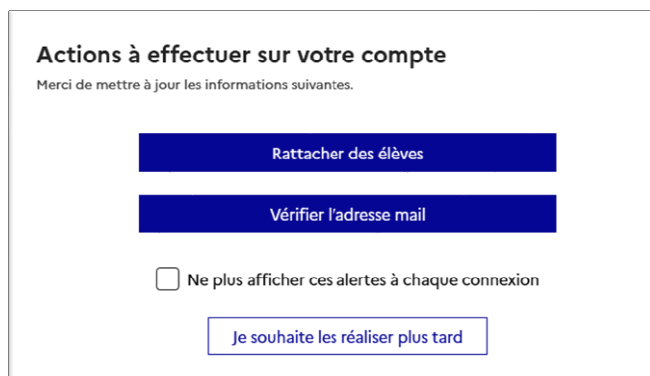 Actions à effectuer sur votre compte
Merci de mettre à jour les informations suivantes.
Rattacher des élèves
Vérifier l'adresse mail
Ne plus afficher ces alertes à chaque connexion
Je souhaite les réaliser plus tard